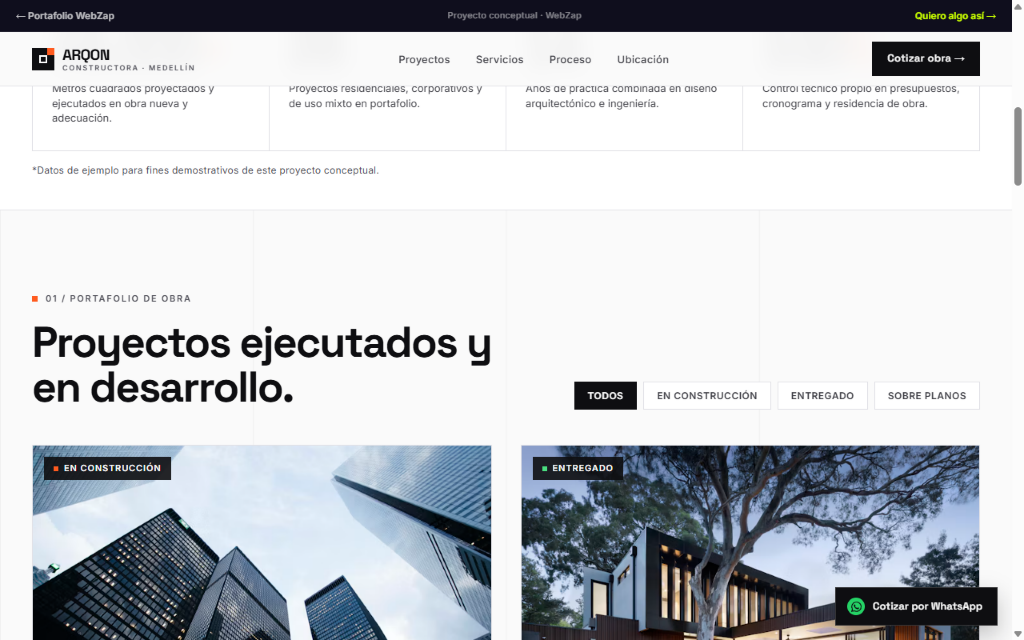 ← Portafolio WebZap
Proyecto conceptual · WebZap
Quiero algo así →
ARQON
CONSTRUCTORA · MEDELLÍN
Proyectos
Servicios
Proceso
Ubicación
Cotizar obra →
Metros cuadrados proyectados y
ejecutados en obra nueva y
adecuación.
Proyectos residenciales, corporativos y
de uso mixto en portafolio.
Años de práctica combinada en diseño
arquitectónico e ingeniería.
Control técnico propio en presupuestos,
cronograma y residencia de obra.
*Datos de ejemplo para fines demostrativos de este proyecto conceptual.
01 / PORTAFOLIO DE OBRA
Proyectos ejecutados y
en desarrollo.
TODOS
EN CONSTRUCCIÓN
ENTREGADO
SOBRE PLANOS
EN CONSTRUCCIÓN
ENTREGADO
Cotizar por WhatsApp